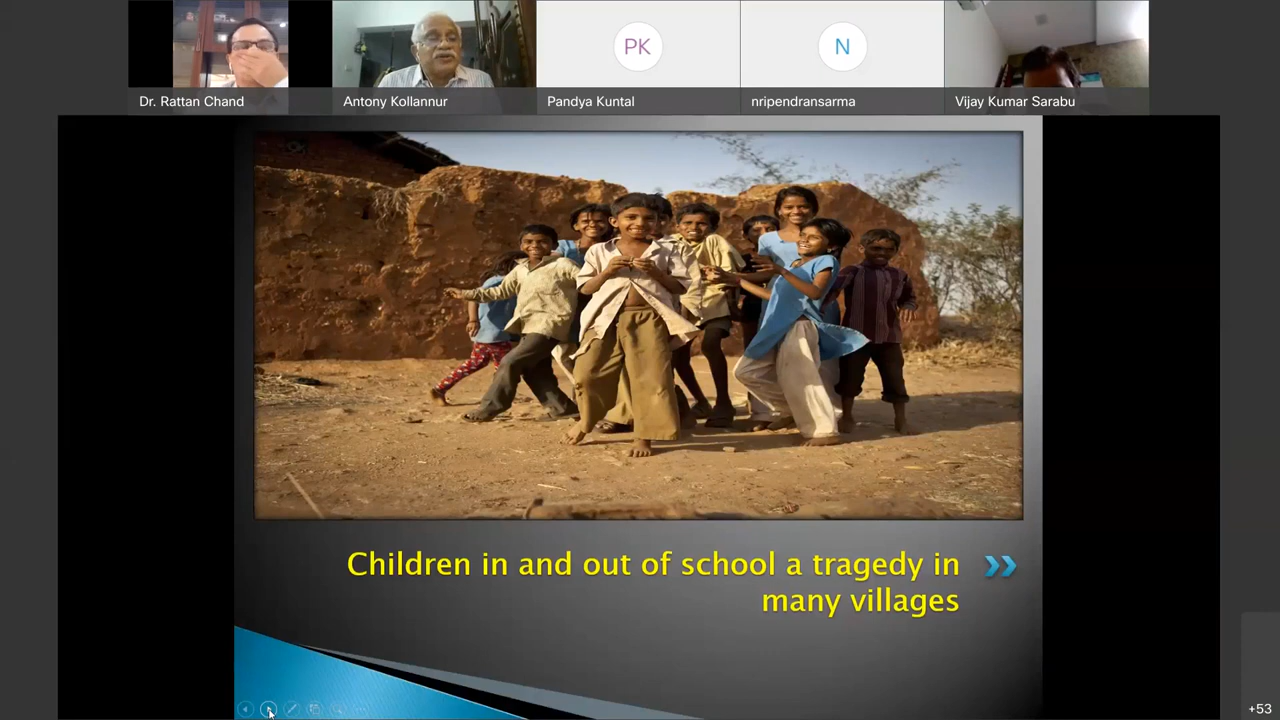 PK
N
Dr. Rattan Chand
Antony Kollannur
Pandya Kuntal
nripendransarma
Vijay Kumar Sarabu
Children in and out of school a tragedy in
many villages
+53